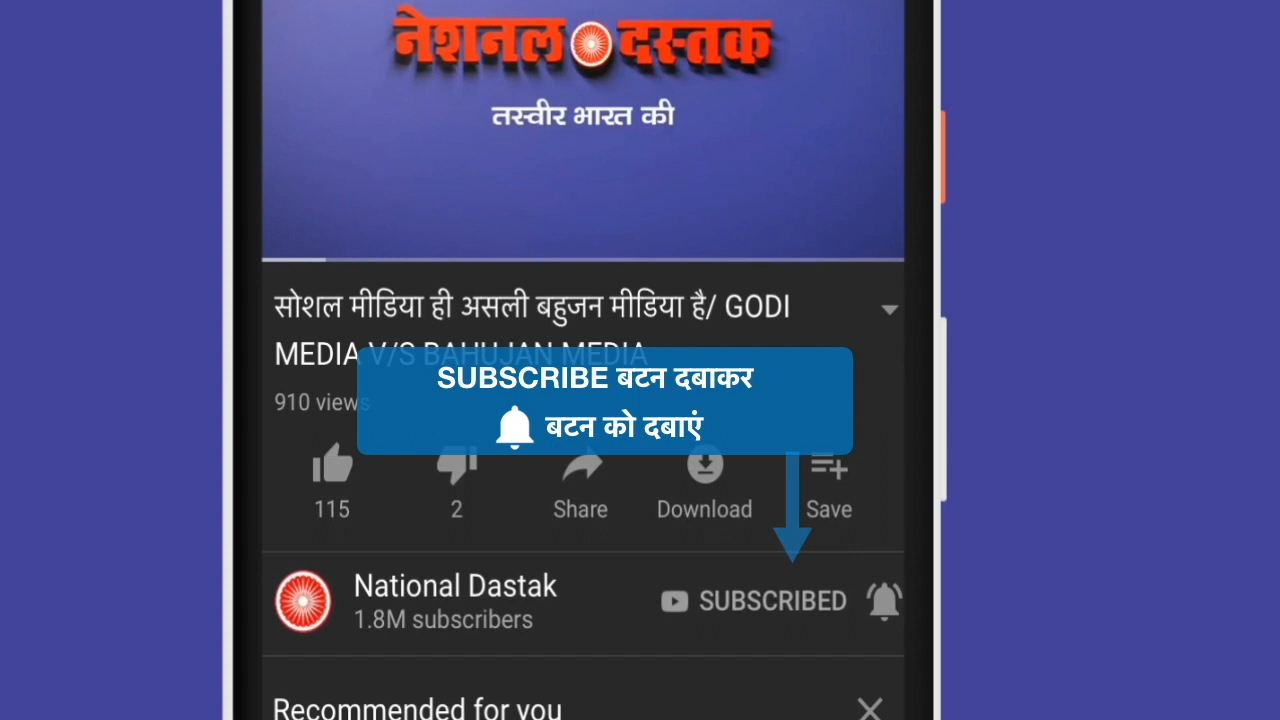 नेशनल दस्तक
तस्वीर भारत की
सोशल मीडिया ही असली बहुजन मीडिया है/ GODI
MEDIA V/S BAHUJAN MEDIA
910 views
SUBSCRIBE बटन दबाकर
बटन को दबाएं
115
2
Share
Download
Save
National Dastak
1.8M subscribers
SUBSCRIBED
Recommended for you